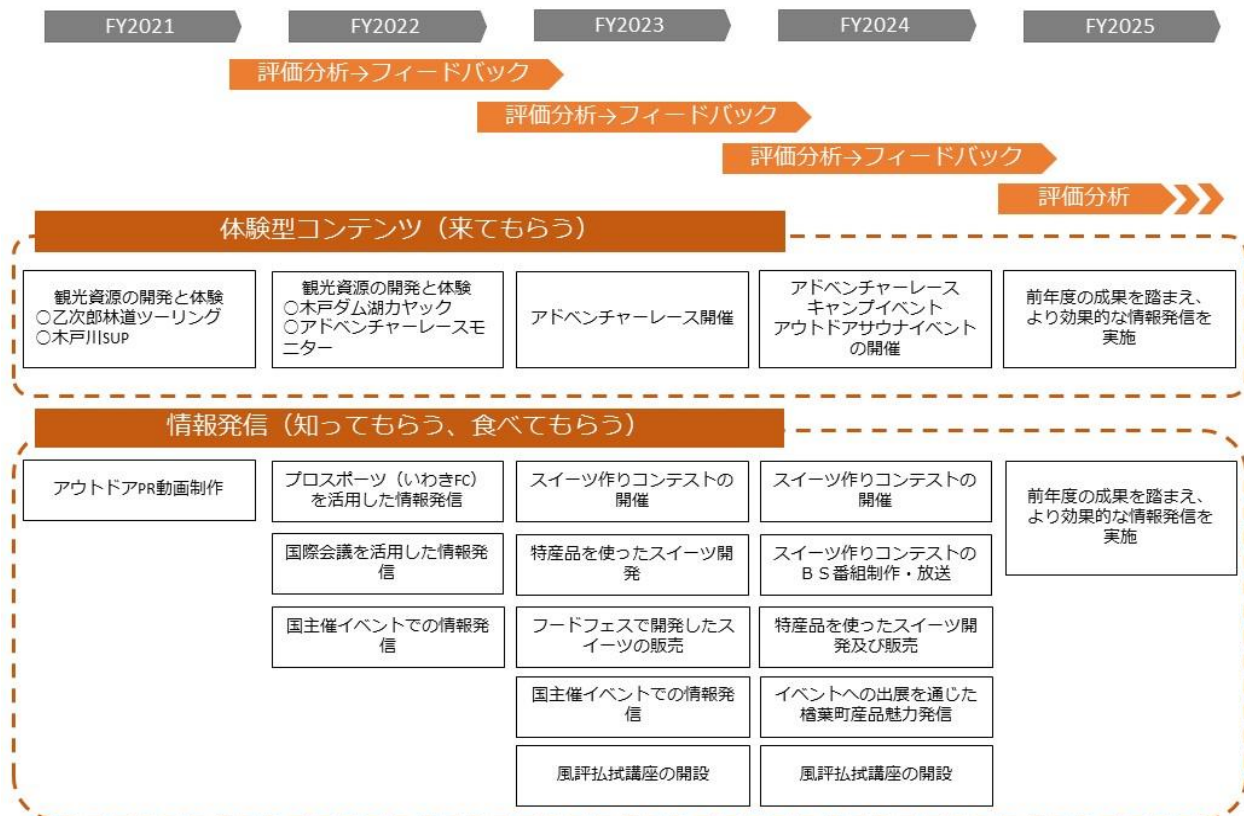 FY2021
FY2022
FY2023
FY2024
FY2025
評価分析→フィードバック
評価分析→フィードバック
評価分析→フィードバック
評価分析
体験型コンテンツ（来てもらう）
観光資源の開発と体験
○乙次郎林道ツーリング
○木戸川SUP
観光資源の開発と体験
○木戸ダム湖カヤック
○アドベンチャーレースモ
ニター
アドベンチャーレース開催
アドベンチャーレース
キャンプイベント
アウトドアサウナイベント
の開催
前年度の成果を踏まえ、
より効果的な情報発信を
実施
情報発信（知ってもらう、食べてもらう）
アウトドアPR動画制作
プロスポーツ（いわきFC）
を活用した情報発信
国際会議を活用した情報発
信
国主催イベントでの情報発
信
スイーツ作りコンテストの
開催
特産品を使ったスイーツ開
発
フードフェスで開発したス
イーツの販売
国主催イベントでの情報発
信
風評払拭講座の開設
スイーツ作りコンテストの
開催
スイーツ作りコンテストの
ＢＳ番組制作・放送
特産品を使ったスイーツ開
発及び販売
イベントへの出展を通じた
楢葉町産品魅力発信
風評払拭講座の開設
前年度の成果を踏まえ、
より効果的な情報発信を
実施